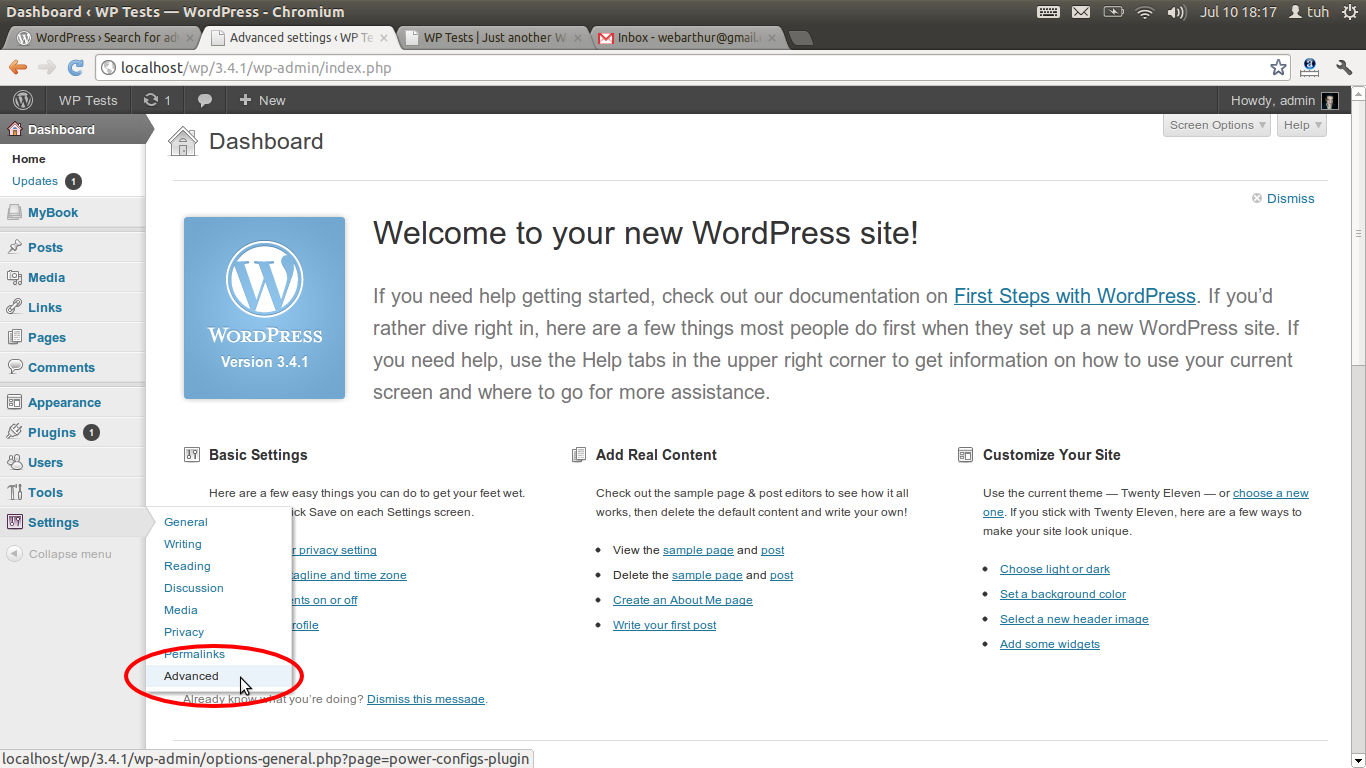 Dashboard ‹ WP Tests — WordPress - Chromium
Jul 10 18:17 tuh
WordPress › Search for adv
Advanced settings ‹ WP Te
WP Tests | Just another W
Inbox - webarthur@gmail.c
localhost/wp/3.4.1/wp-admin/index.php
WP Tests 1 New
Howdy, admin
Dashboard
Home
Updates 1
MyBook
Posts
Media
Links
Pages
Comments
Appearance
Plugins 1
Users
Tools
Settings
Collapse menu
General
Writing
Reading
Discussion
Media
Privacy
Permalinks
Advanced
Dashboard
Screen Options
Help
Dismiss
WORDPRESS
Version 3.4.1
Welcome to your new WordPress site!
If you need help getting started, check out our documentation on First Steps with WordPress. If you’d
rather dive right in, here are a few things most people do first when they set up a new WordPress site. If
you need help, use the Help tabs in the upper right corner to get information on how to use your current
screen and where to go for more assistance.
Basic Settings
Here are a few easy things you can do to get your feet wet.
ck Save on each Settings screen.
r privacy setting
tagline and time zone
nts on or off
rofile
Add Real Content
Check out the sample page & post editors to see how it all
works, then delete the default content and write your own!
• View the sample page and post
• Delete the sample page and post
• Create an About Me page
• Write your first post
Customize Your Site
Use the current theme — Twenty Eleven — or choose a new
one. If you stick with Twenty Eleven, here are a few ways to
make your site look unique.
• Choose light or dark
• Set a background color
• Select a new header image
• Add some widgets
Already know what you’re doing? Dismiss this message.
localhost/wp/3.4.1/wp-admin/options-general.php?page=power-configs-plugin